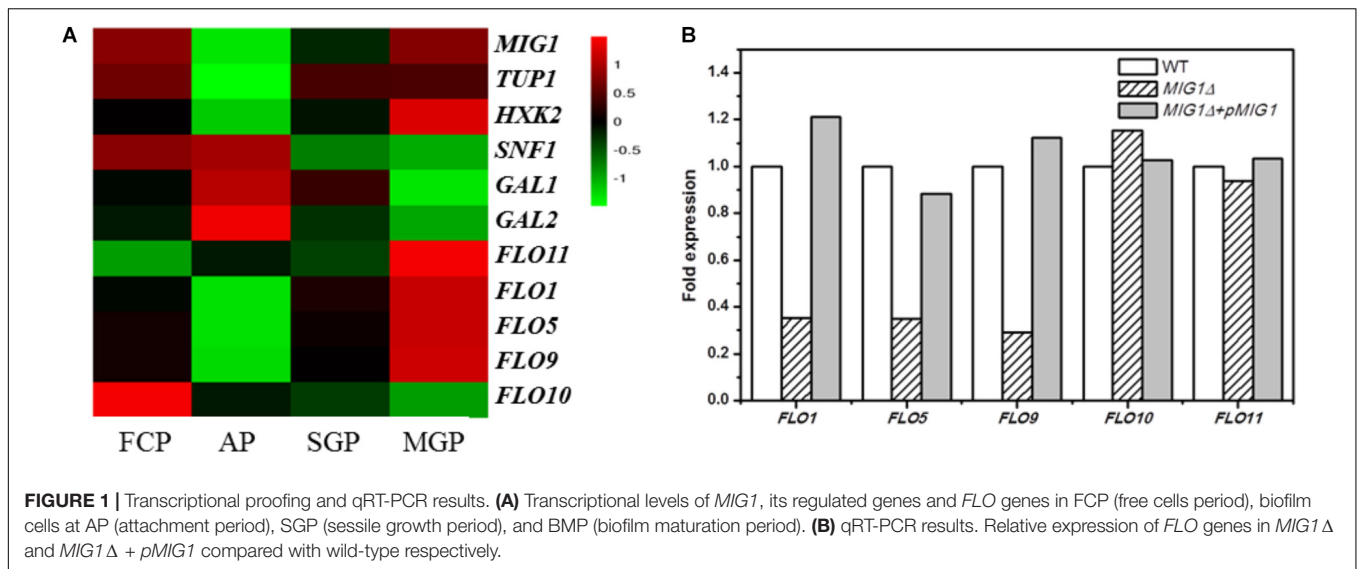 A
MIG1
TUP1
HXK2
SNF1
GAL1
GAL2
FLO11
FLO1
FLO5
FLO9
FLO10
FCP AP SGP MGP
1
0.5
0
-0.5
-1
B
Fold expression
1.4
1.2
1.0
0.8
0.6
0.4
0.2
0.0
WT
MIG1Δ
MIG1Δ+pMIG1
FLO1 FLO5 FLO9 FLO10 FLO11
FIGURE 1 | Transcriptional proofing and qRT-PCR results. (A) Transcriptional levels of MIG1, its regulated genes and FLO genes in FCP (free cells period), biofilm
cells at AP (attachment period), SGP (sessile growth period), and BMP (biofilm maturation period). (B) qRT-PCR results. Relative expression of FLO genes in MIG1Δ
and MIG1Δ + pMIG1 compared with wild-type respectively.